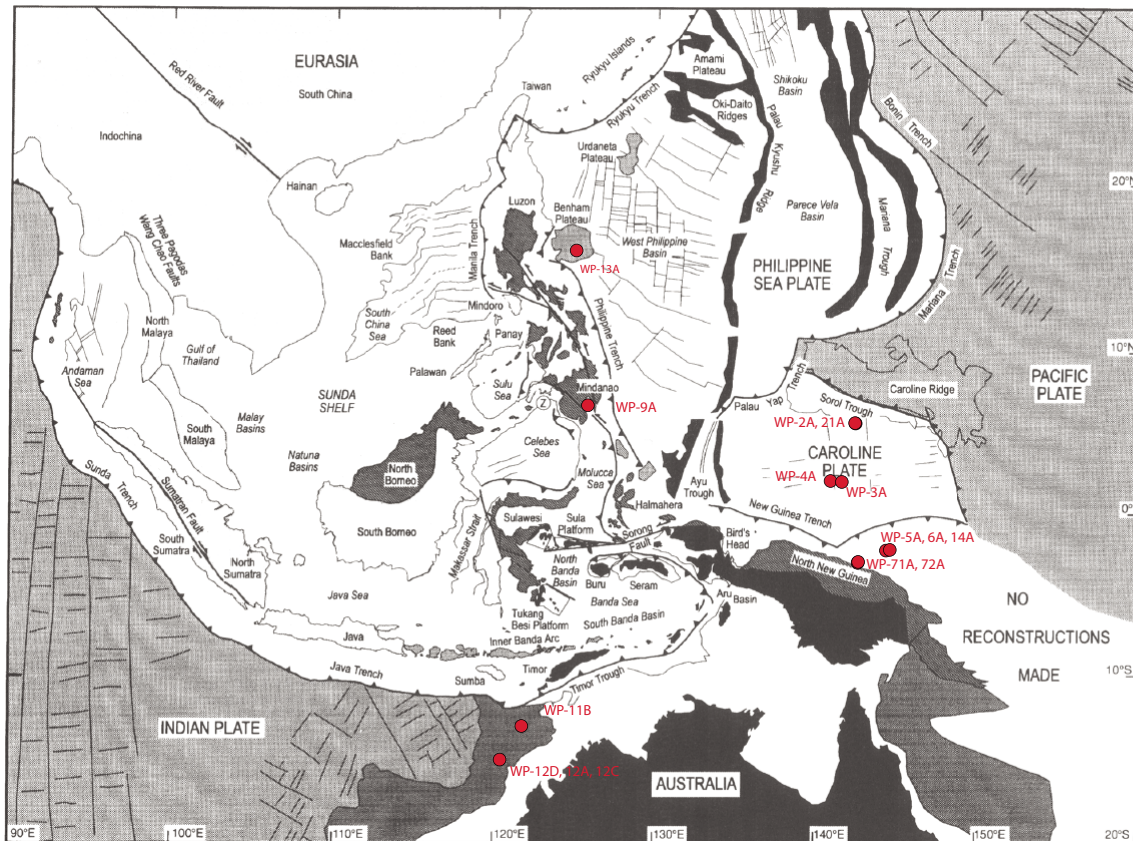 EURASIA
South China
Red River Fault
Indochina
Hainan
Taiwan
Ryukyu Islands
Ryukyu Trench
Amami
Plateau
Oki-Daito
Ridges
Shikoku
Basin
Palau Kyushu Ridge
Bonin Trench
20°N
Urdaneta
Plateau
Luzon
Benham
Plateau
WP-13A
West Philippine
Basin
Parece Vela
Basin
Mariana
Trough
PHILIPPINE
SEA PLATE
Mariana Trench
Three Pagodas
Wang Chao Faults
Macclesfield
Bank
Manila Trench
Mindoro
South
China
Sea
Reed
Bank
Panay
Palawan
Philippine Trench
North
Malaya
Gulf of
Thailand
Andaman
Sea
10°N
PACIFIC
PLATE
Caroline Ridge
SUNDA
SHELF
Sulu
Sea
Mindanao
Z
WP-9A
Palau
Yap
Trench
Sorol Trough
WP-2A, 21A
South
Malaya
Malay
Basins
Natuna
Basins
North
Borneo
Celebes
Sea
Molucca
Sea
CAROLINE
PLATE
WP-4A
WP-3A
Ayu
Trough
Halmahera
New Guinea Trench
0°
Sunda
Trench
Sumatran Fault
South
Sumatra
North
Sumatra
South Borneo
Makassar Strait
Sulawesi
Sula
Platform
Sorong
Fault
Bird's
Head
WP-5A, 6A, 14A
WP-71A, 72A
North New Guinea
North
Banda
Basin
Buru
Seram
Banda Sea
Aru
Basin
Java Sea
Tukang
Besi Platform
South Banda Basin
Inner Banda Arc
Java
Java Trench
Sumba
Timor
Timor Trough
NO
RECONSTRUCTIONS
MADE
10°S
INDIAN PLATE
WP-11B
WP-12D, 12A, 12C
AUSTRALIA
90°E
100°E
110°E
120°E
130°E
140°E
150°E
20°S